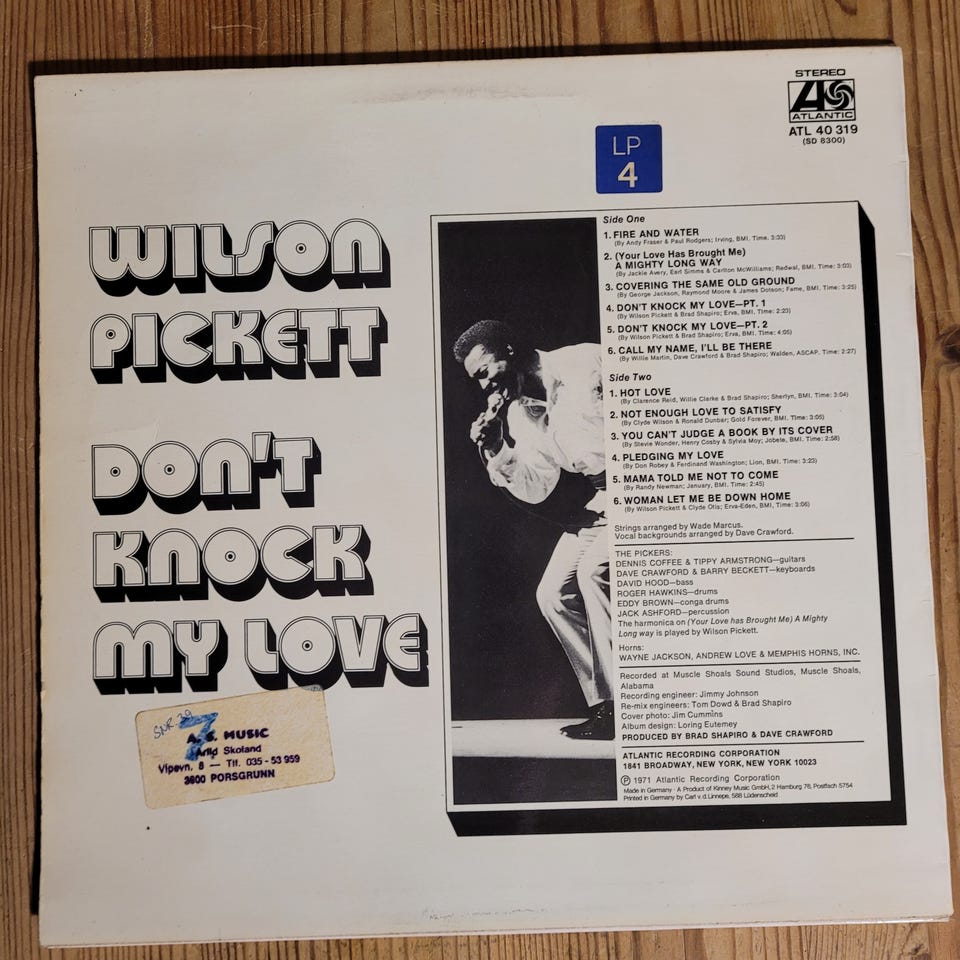 STEREO
ATLANTIC
ATL 40 319
(SD 8300)
LP
4
WILSON
PICKETT
DON'T
KNOCK
MY LOVE
Side One
1. FIRE AND WATER
(By Andy Fraser & Paul Rodgers; Irving, BMI. Time: 3:33)
2. (Your Love Has Brought Me)
A MIGHTY LONG WAY
(By Jackie Avery, Earl Simms & Carlton McWilliams; Redwal, BMI. Time: 3:03)
3. COVERING THE SAME OLD GROUND
(By George Jackson, Raymond Moore & James Dotson; Fame, BMI. Time: 3:25)
4. DON'T KNOCK MY LOVE—PT. 1
(By Wilson Pickett & Brad Shapiro; Erva, BMI. Time: 2:23)
5. DON'T KNOCK MY LOVE—PT. 2
(By Wilson Pickett & Brad Shapiro; Erva, BMI. Time: 4:05)
6. CALL MY NAME, I'LL BE THERE
(By Willie Martin, Dave Crawford & Brad Shapiro; Walden, ASCAP. Time: 2:27)
Side Two
1. HOT LOVE
(By Clarence Reid, Willie Clarke & Brad Shapiro; Sherlyn, BMI. Time: 3:04)
2. NOT ENOUGH LOVE TO SATISFY
(By Clyde Wilson & Ronald Dunbar; Gold Forever, BMI. Time: 3:05)
3. YOU CAN'T JUDGE A BOOK BY ITS COVER
(By Stevie Wonder, Henry Cosby & Sylvia Moy; Jobete, BMI. Time: 2:58)
4. PLEDGING MY LOVE
(By Don Robey & Ferdinand Washington; Lion, BMI. Time: 3:23)
5. MAMA TOLD ME NOT TO COME
(By Randy Newman; January, BMI. Time: 2:45)
6. WOMAN LET ME BE DOWN HOME
(By Wilson Pickett & Clyde Otis; Erva-Eden, BMI, Time: 3:06)
Strings arranged by Wade Marcus.
Vocal backgrounds arranged by Dave Crawford.
THE PICKERS:
DENNIS COFFEE & TIPPY ARMSTRONG—guitars
DAVE CRAWFORD & BARRY BECKETT—keyboards
DAVID HOOD—bass
ROGER HAWKINS—drums
EDDY BROWN—conga drums
JACK ASHFORD—percussion
The harmonica on (Your Love has Brought Me) A Mighty
Long way is played by Wilson Pickett.
Horns:
WAYNE JACKSON, ANDREW LOVE & MEMPHIS HORNS, INC.
Recorded at Muscle Shoals Sound Studios, Muscle Shoals,
Alabama
Recording engineer: Jimmy Johnson
Re-mix engineers: Tom Dowd & Brad Shapiro
Cover photo: Jim Cummins
Album design: Loring Eutemey
PRODUCED BY BRAD SHAPIRO & DAVE CRAWFORD
ATLANTIC RECORDING CORPORATION
1841 BROADWAY, NEW YORK, NEW YORK 10023
Ⓟ 1971 Atlantic Recording Corporation
Made in Germany · A Product of Kinney Music GmbH, 2 Hamburg 76, Postfach 5754
Printed in Germany by Carl v. d. Linnepe, 588 Lüdenscheid
7
A. S. MUSIC
Arild Skoland
Vipevn. 8 — Tlf. 035 - 53 959
3900 PORSGRUNN